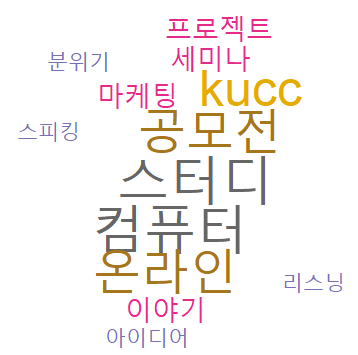 프로젝트
분위기 세미나
마케팅 kucc
스피킹 공모전
스터디
컴퓨터
온라인
리스닝
이야기
아이디어